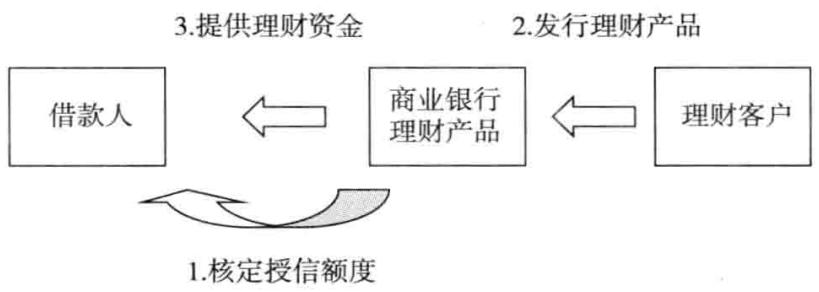 3.提供理财资金
2.发行理财产品
借款人
商业银行
理财产品
理财客户
1.核定授信额度